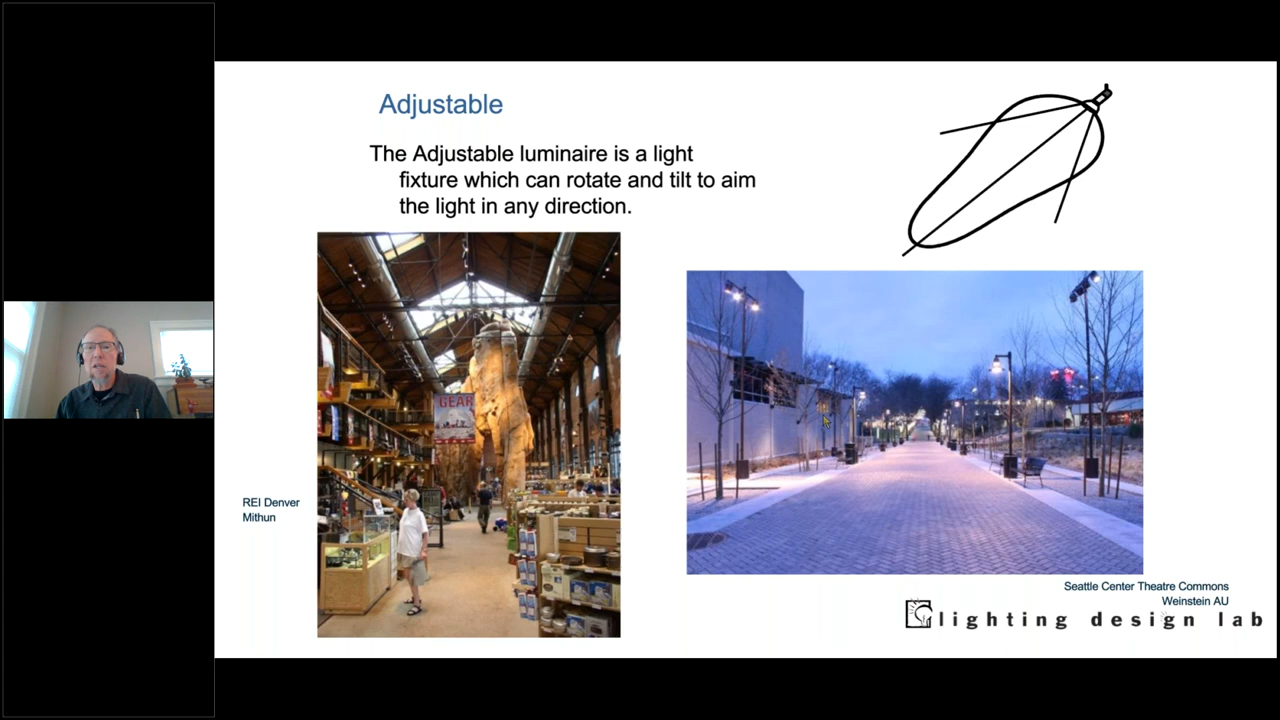 Adjustable
The Adjustable luminaire is a light
fixture which can rotate and tilt to aim
the light in any direction.
GEAR
REI Denver
Mithun
Seattle Center Theatre Commons
Weinstein AU
lighting design lab